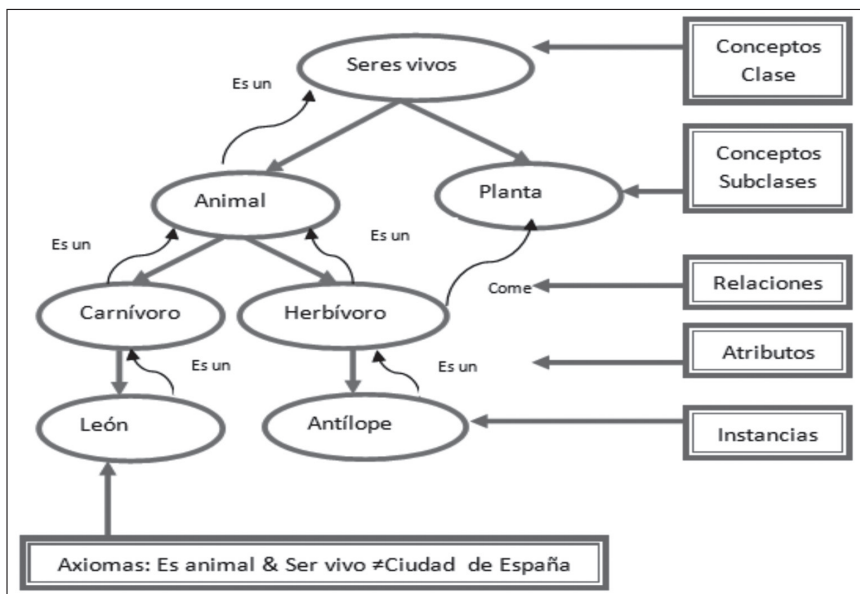 Seres vivos
Conceptos
Clase
Es un
Animal
Planta
Conceptos
Subclases
Es un
Es un
Carnívoro
Herbívoro
Come
Relaciones
Es un
Es un
Atributos
León
Antílope
Instancias
Axiomas: Es animal & Ser vivo ≠Ciudad de España